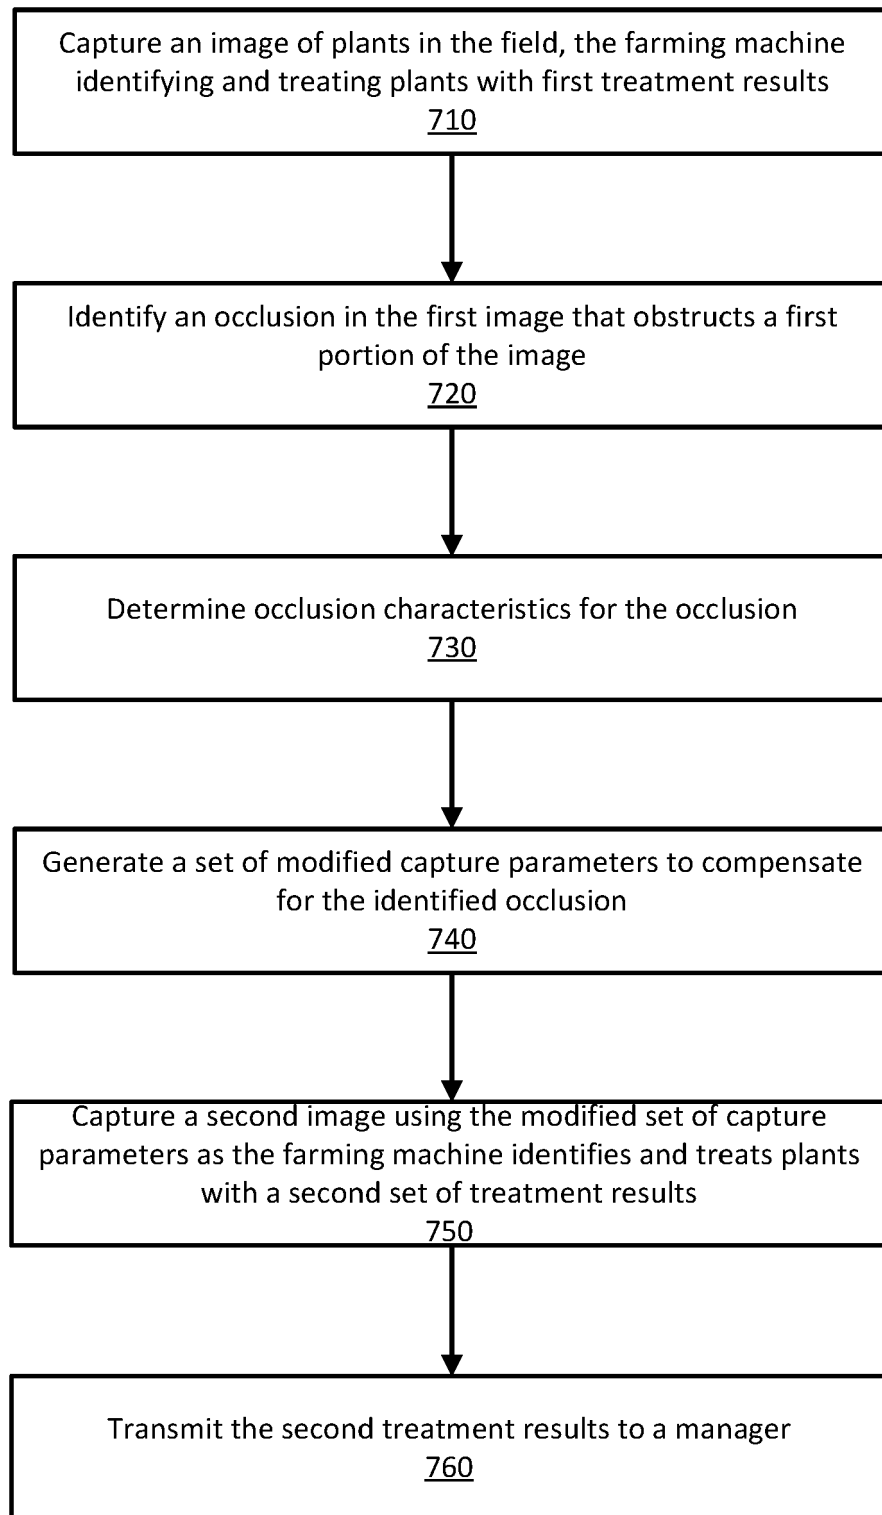 Capture an image of plants in the field, the farming machine
identifying and treating plants with first treatment results
710
Identify an occlusion in the first image that obstructs a first
portion of the image
720
Determine occlusion characteristics for the occlusion
730
Generate a set of modified capture parameters to compensate
for the identified occlusion
740
Capture a second image using the modified set of capture
parameters as the farming machine identifies and treats plants
with a second set of treatment results
750
Transmit the second treatment results to a manager
760